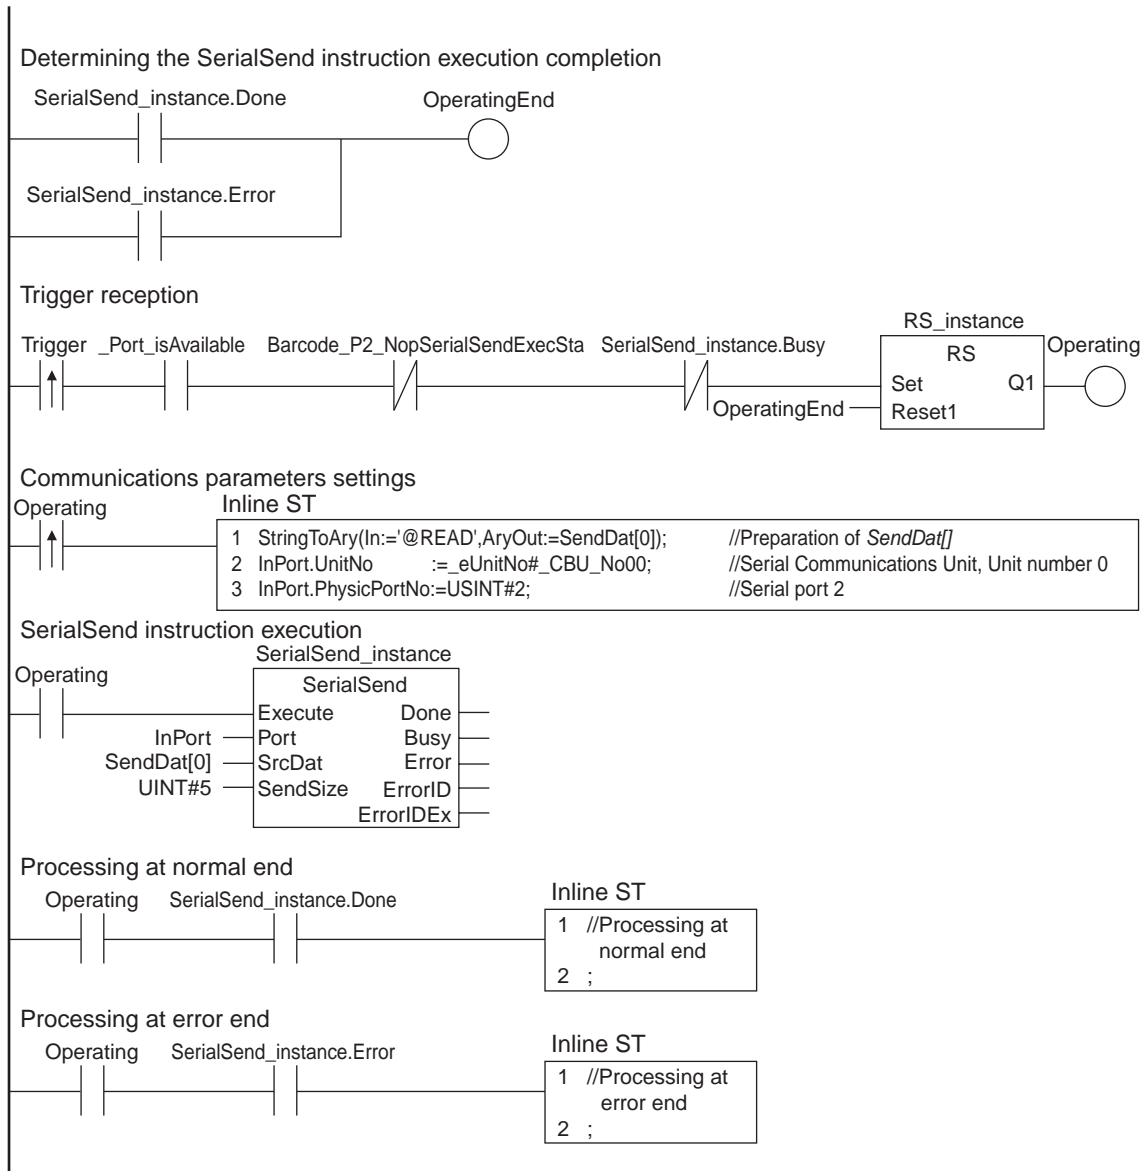 Determining the SerialSend instruction execution completion
SerialSend_instance.Done OperatingEnd
SerialSend_instance.Error
Trigger reception
RS_instance
Trigger _Port_isAvailable Barcode_P2_NopSerialSendExecSta SerialSend_instance.Busy RS Operating
Set Q1
OperatingEnd Reset1
Communications parameters settings
Operating Inline ST
1 StringToAry(In:='@READ',AryOut:=SendDat[0]); //Preparation of SendDat[]
2 InPort.UnitNo :=_eUnitNo#_CBU_No00; //Serial Communications Unit, Unit number 0
3 InPort.PhysicPortNo:=USINT#2; //Serial port 2
SerialSend instruction execution
SerialSend_instance
Operating SerialSend
Execute Done
InPort Port Busy
SendDat[0] SrcDat Error
UINT#5 SendSize ErrorID
ErrorIDEx
Processing at normal end
Operating SerialSend_instance.Done Inline ST
1 //Processing at
normal end
2 ;
Processing at error end
Operating SerialSend_instance.Error Inline ST
1 //Processing at
error end
2 ;